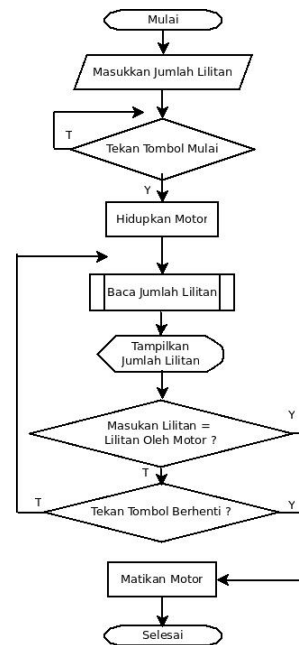 Mulai
Masukkan Jumlah Lilitan
T
Tekan Tombol Mulai
Y
Hidupkan Motor
Baca Jumlah Lilitan
Tampilkan
Jumlah Lilitan
Masukan Lilitan =
Lilitan Oleh Motor ?
Y
T
T
Tekan Tombol Berhenti ?
Y
Matikan Motor
Selesai